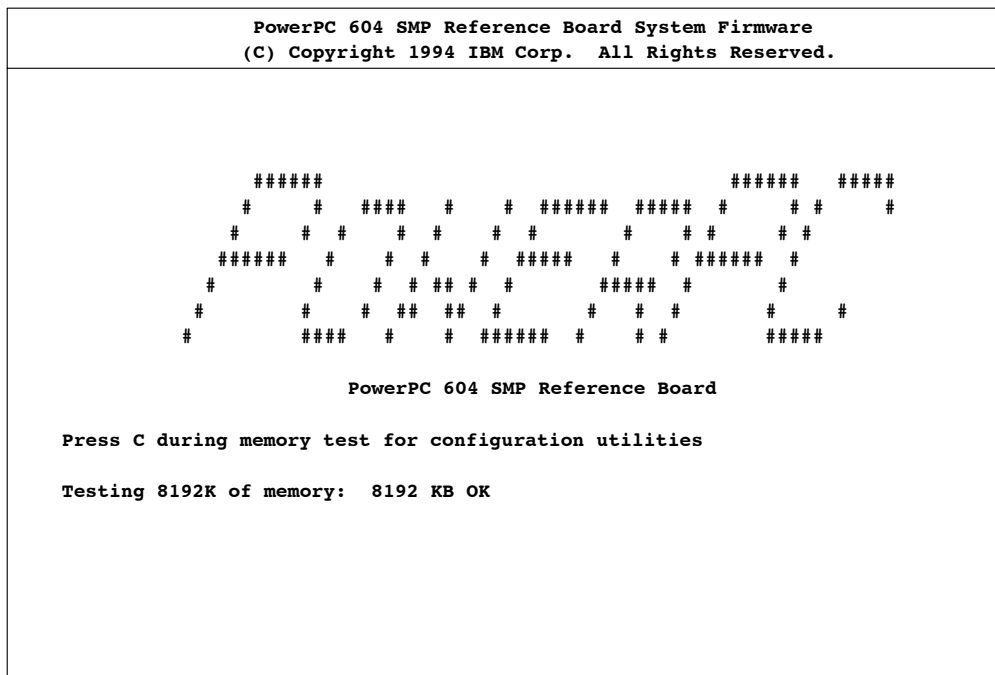 PowerPC 604 SMP Reference Board System Firmware
(C) Copyright 1994 IBM Corp.  All Rights Reserved.
PowerPC
PowerPC 604 SMP Reference Board
Press C during memory test for configuration utilities
Testing 8192K of memory:  8192 KB OK